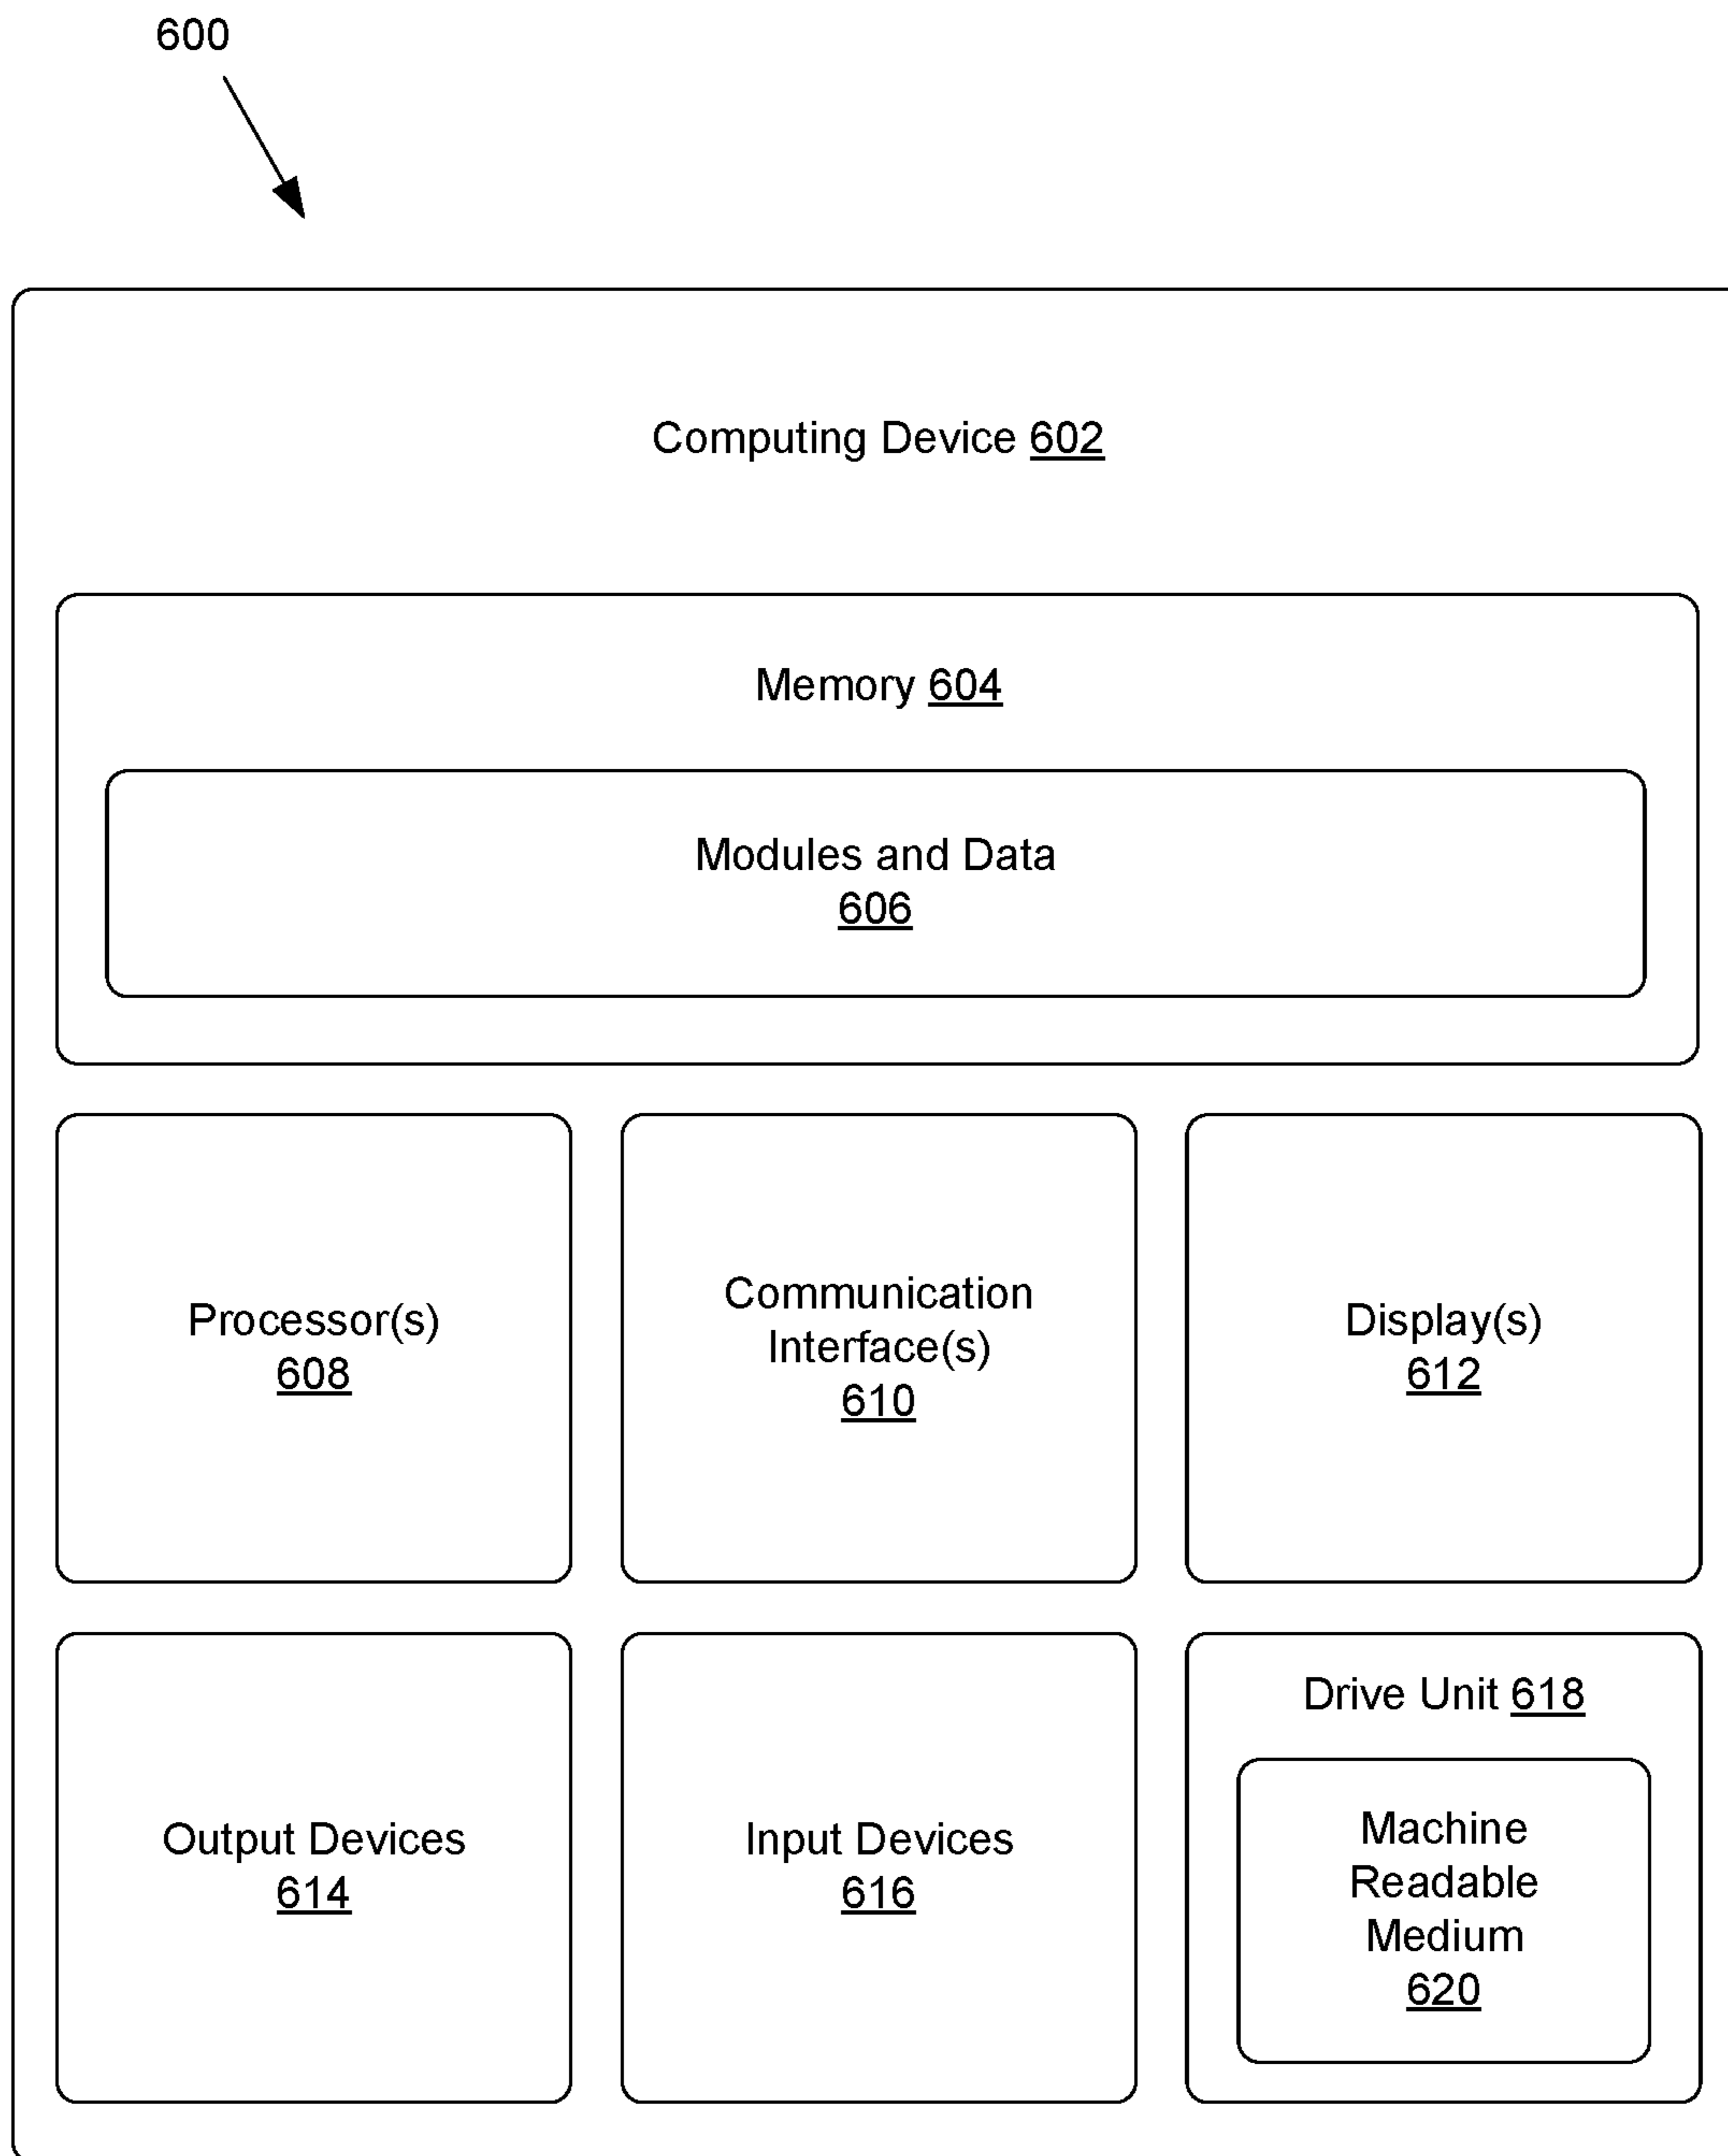 600
Computing Device 602
Memory 604
Modules and Data
606
Processor(s)
608
Communication
Interface(s)
610
Display(s)
612
Output Devices
614
Input Devices
616
Drive Unit 618
Machine
Readable
Medium
620